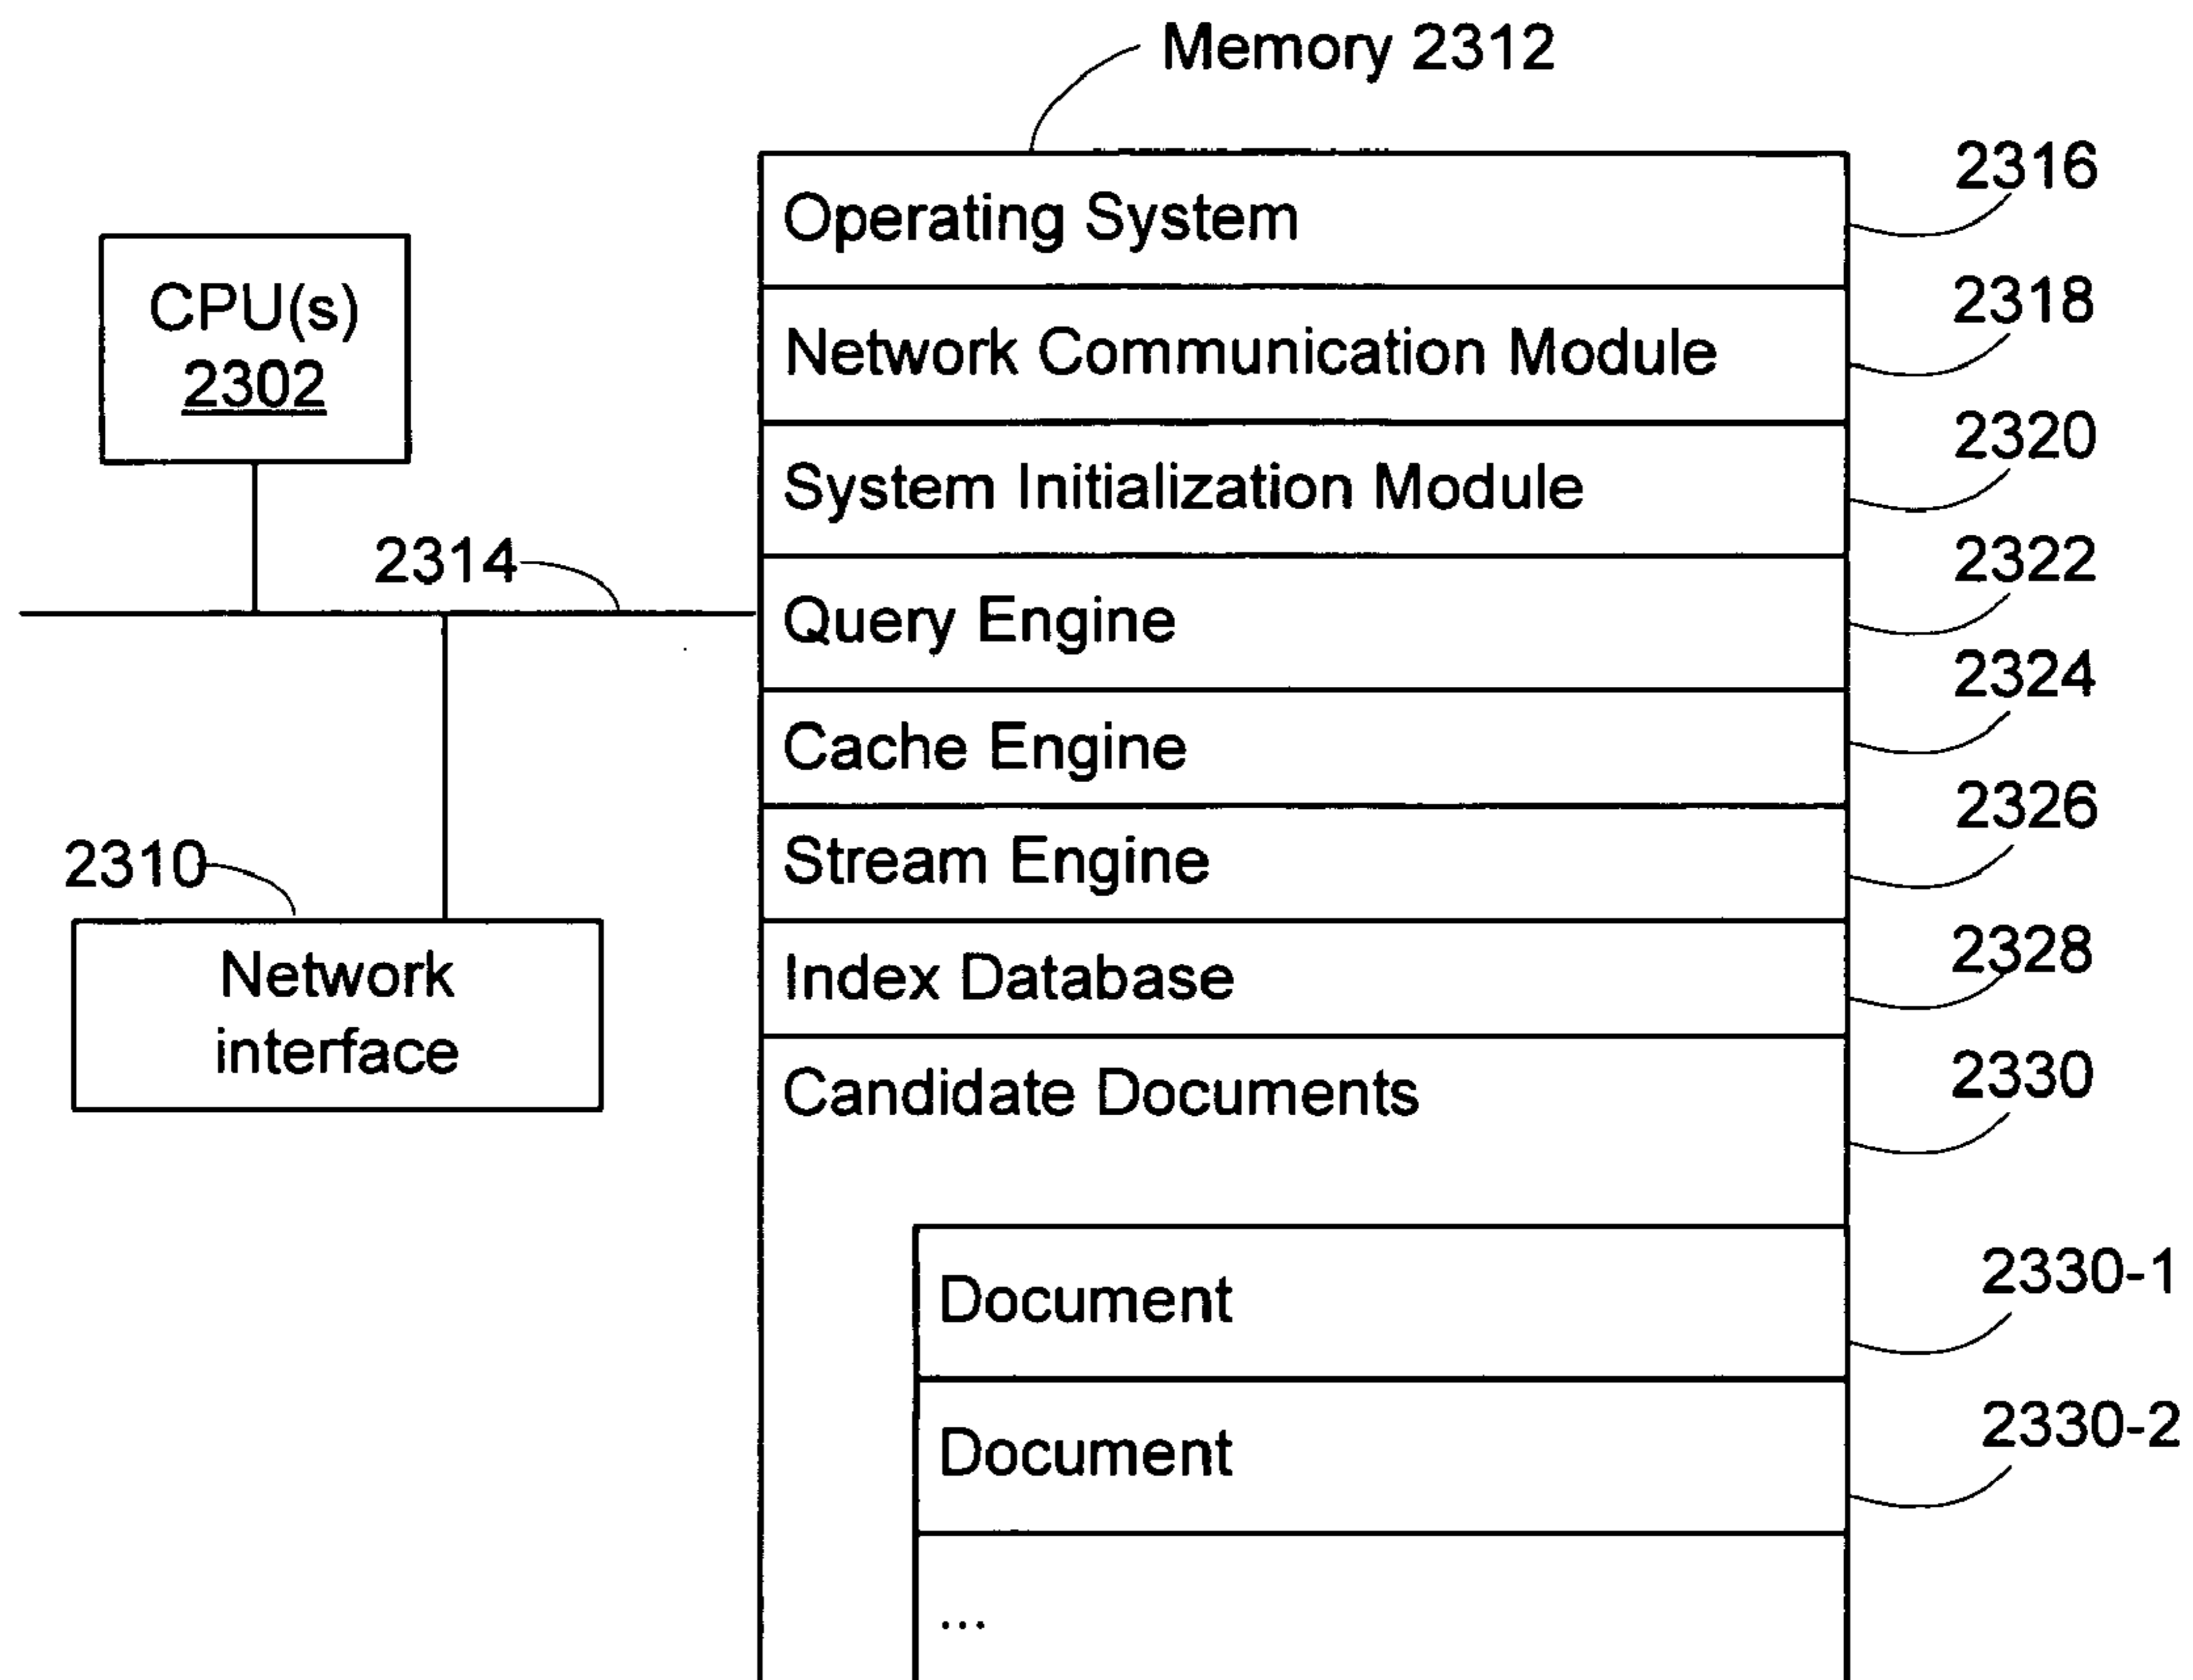 Memory 2312
Operating System
2316
CPU(s)
2302
Network Communication Module
2318
System Initialization Module
2320
2314
Query Engine
2322
Cache Engine
2324
Stream Engine
2326
2310
Network
interface
Index Database
2328
Candidate Documents
2330
Document
2330-1
Document
2330-2
...